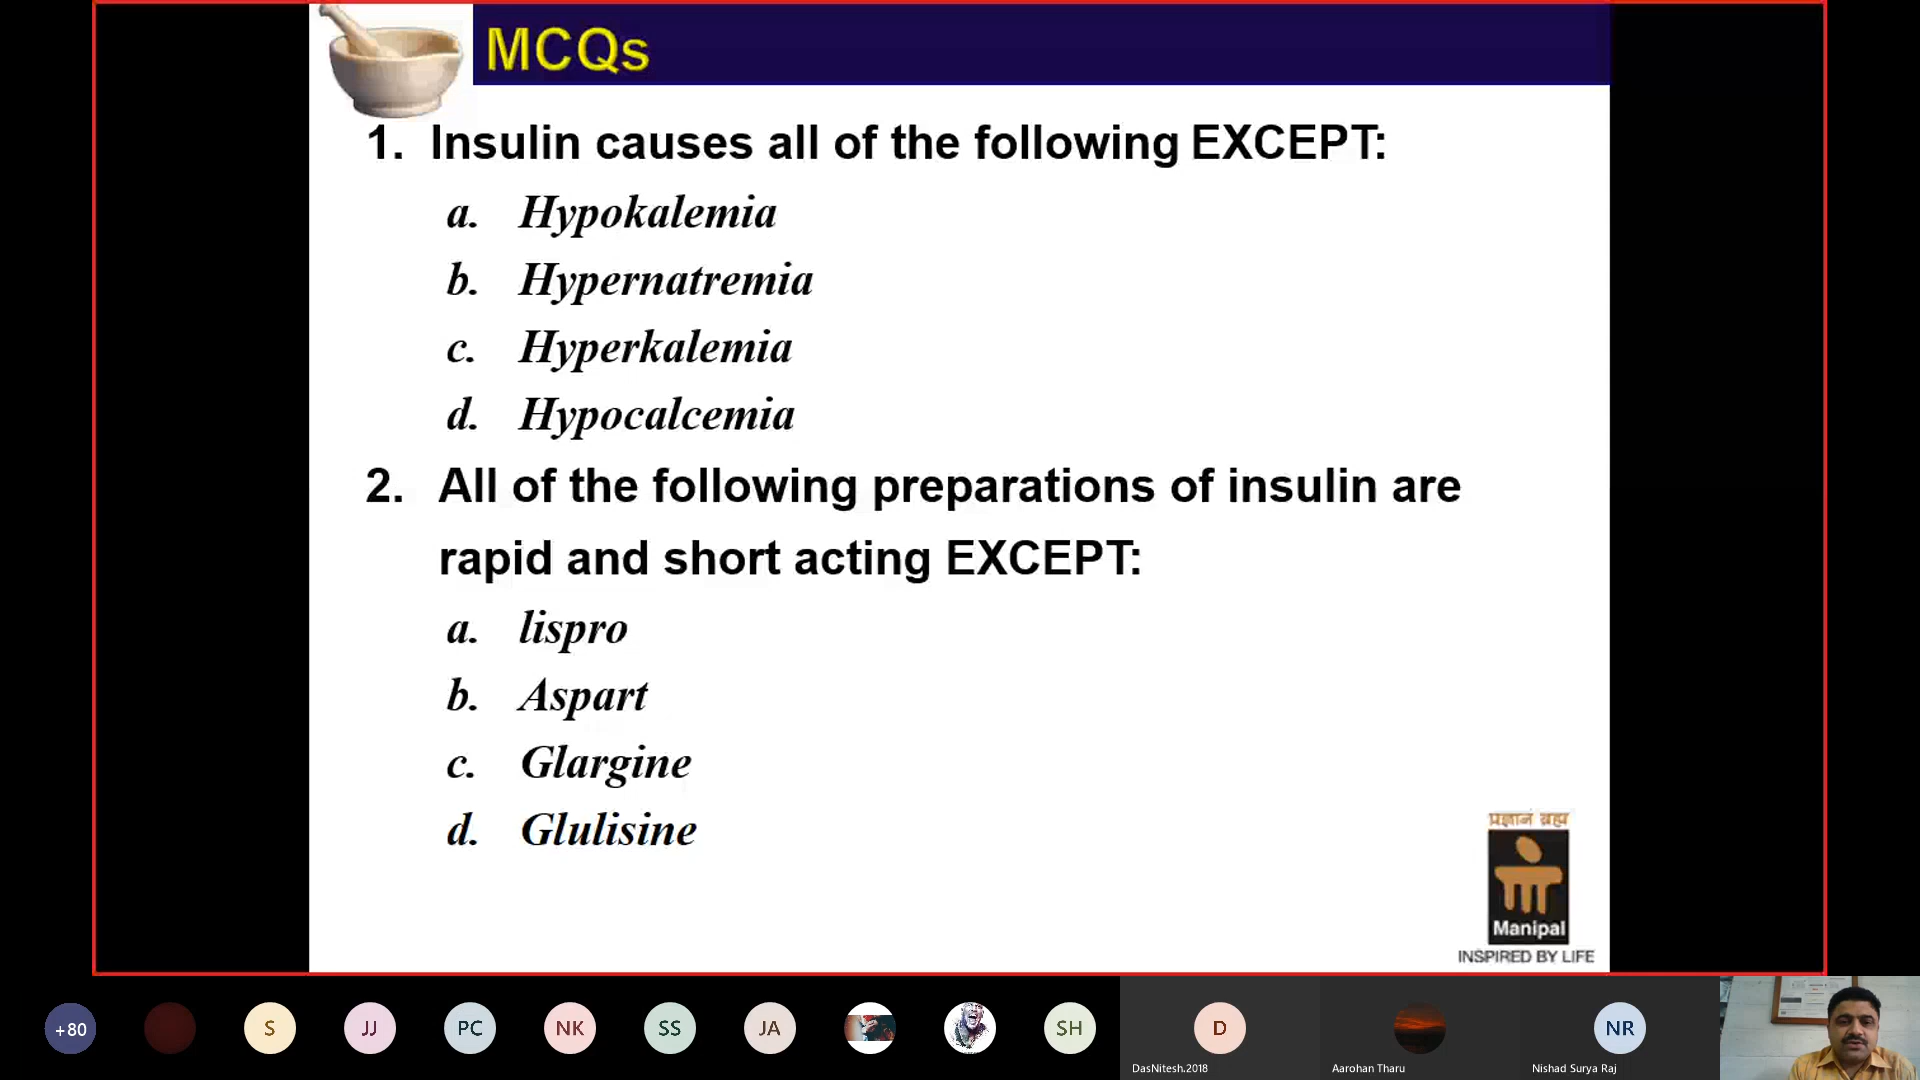 MCQs
1. Insulin causes all of the following EXCEPT:
a. Hypokalemia
b. Hypernatremia
c. Hyperkalemia
d. Hypocalcemia
2. All of the following preparations of insulin are
rapid and short acting EXCEPT:
a. lispro
b. Aspart
c. Glargine
d. Glulisine
प्रज्ञानं ब्रह्म
Manipal
INSPIRED BY LIFE
+80
S
JJ
PC
NK
SS
JA
SH
D
NR
DasNitesh.2018
Aarohan Tharu
Nishad Surya Raj